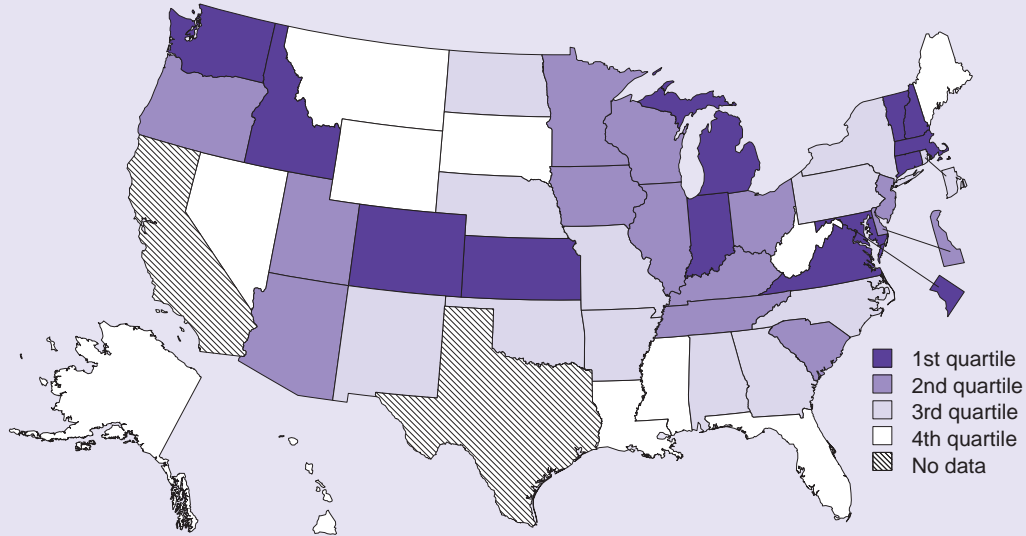 1st quartile
2nd quartile
3rd quartile
4th quartile
No data